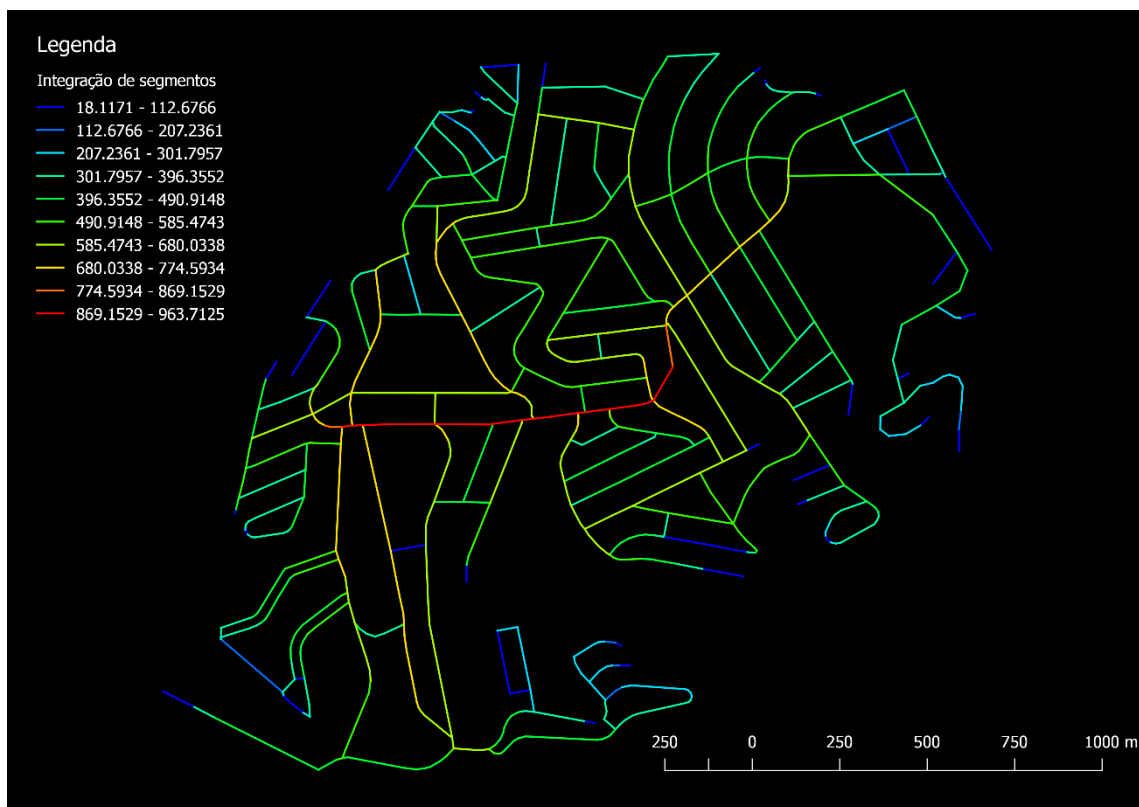 Legenda
Integração de segmentos
18.1171 - 112.6766
112.6766 - 207.2361
207.2361 - 301.7957
301.7957 - 396.3552
396.3552 - 490.9148
490.9148 - 585.4743
585.4743 - 680.0338
680.0338 - 774.5934
774.5934 - 869.1529
869.1529 - 963.7125
250 0 250 500 750 1000 m